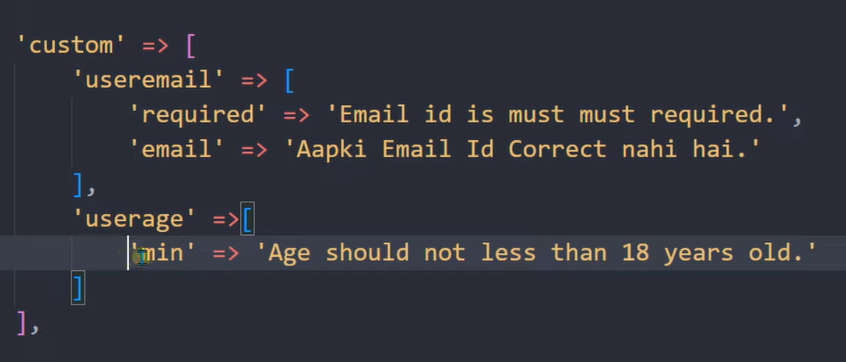 'custom' => [
'useremail' => [
'required' => 'Email id is must must required.',
'email' => 'Aapki Email Id Correct nahi hai.'
],
'userage' =>[
'min' => 'Age should not less than 18 years old.'
]
],